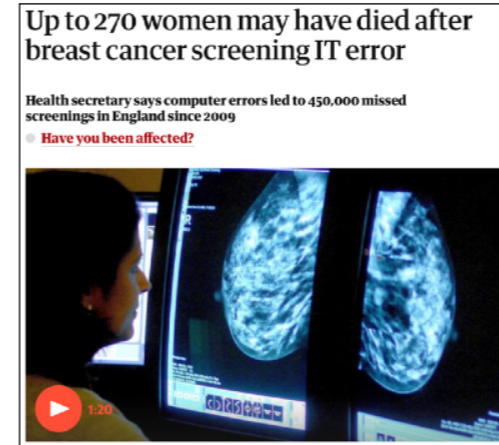 Up to 270 women may have died after
breast cancer screening IT error
Health secretary says computer errors led to 450,000 missed
screenings in England since 2009
Have you been affected?
R
1:20